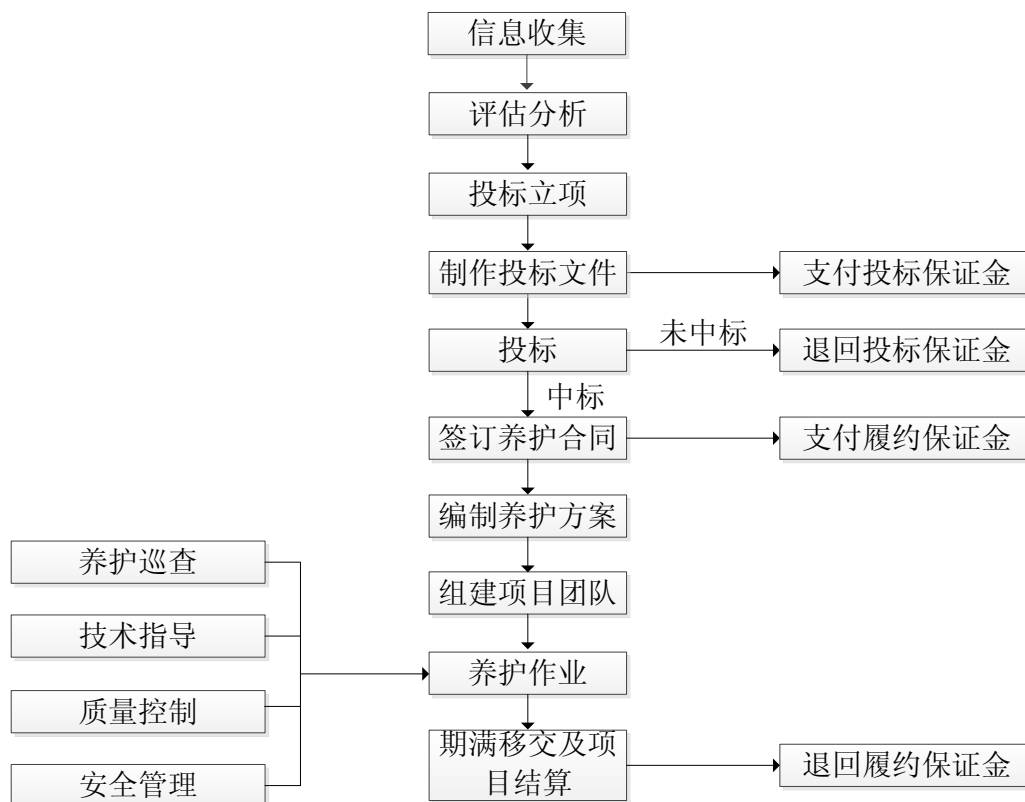 信息收集
评估分析
投标立项
制作投标文件
支付投标保证金
投标
未中标
退回投标保证金
中标
签订养护合同
支付履约保证金
编制养护方案
养护巡查
组建项目团队
技术指导
养护作业
质量控制
期满移交及项
目结算
退回履约保证金
安全管理